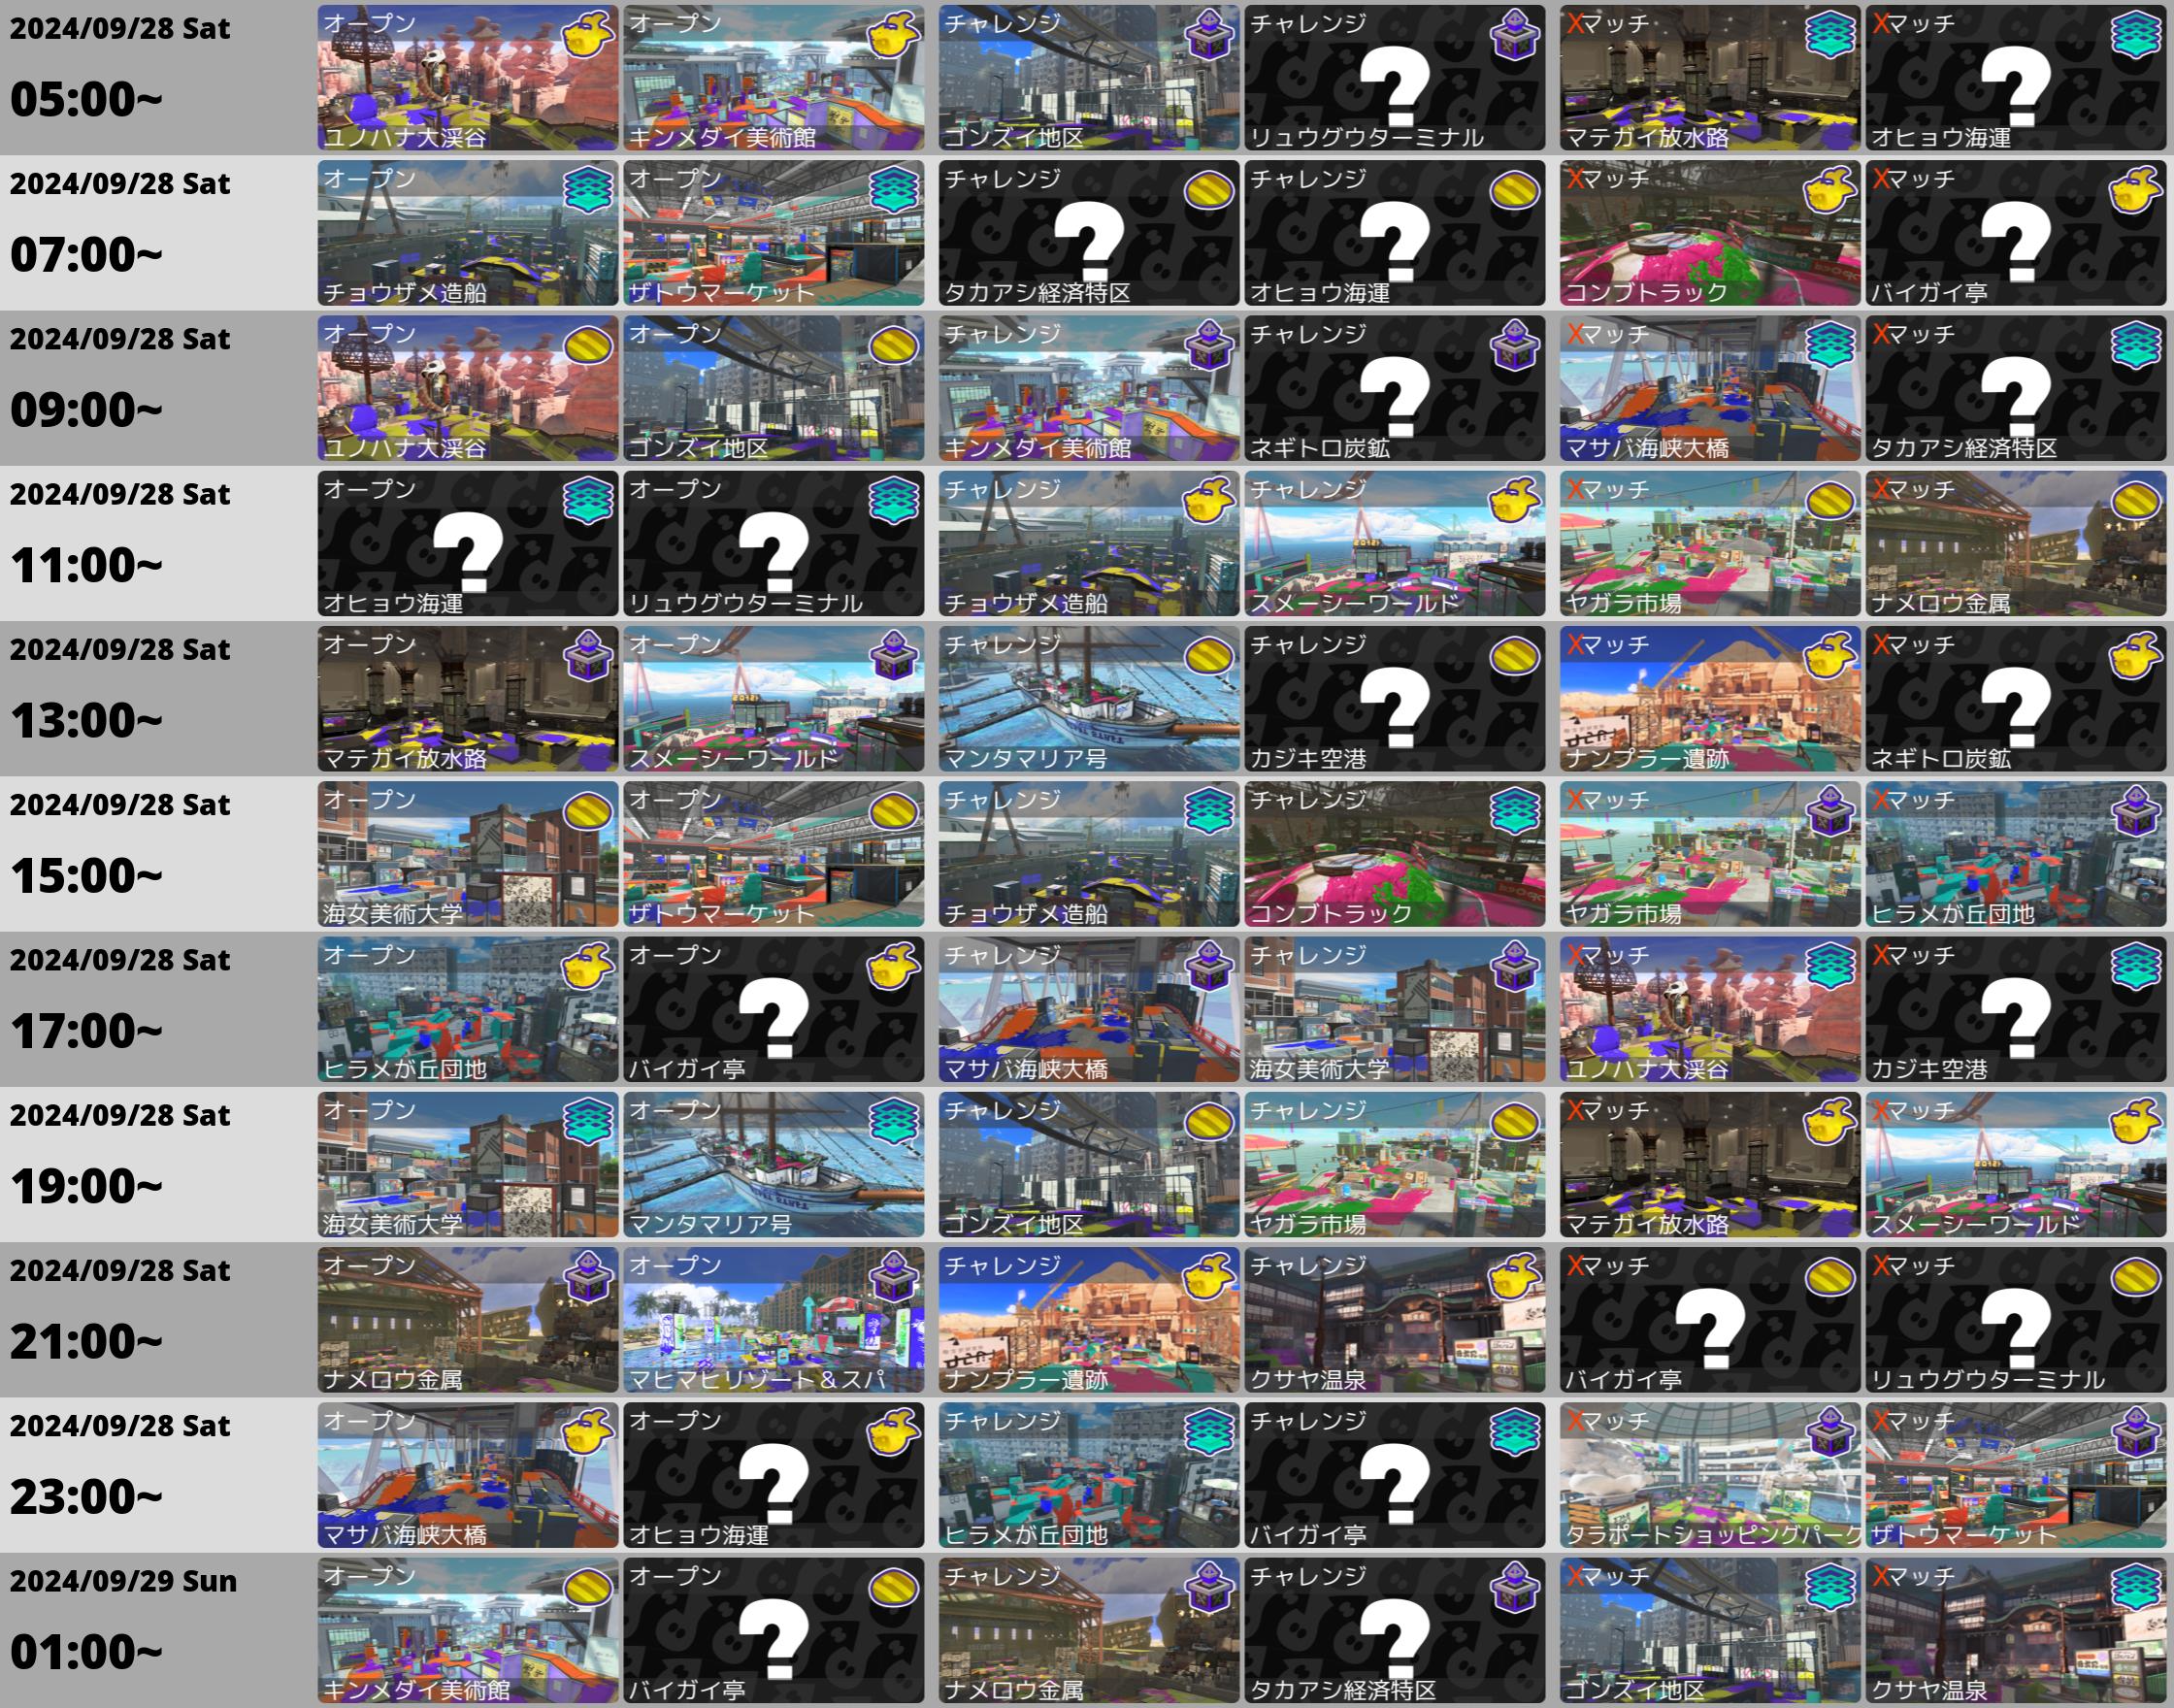 2024/09/28 Sat
05:00~
オープン
ユノハナ大渓谷
オープン
キンメダイ美術館
チャレンジ
ゴンズイ地区
チャレンジ
?
リュウグウターミナル
Xマッチ
マテガイ放水路
Xマッチ
?
オヒョウ海運
2024/09/28 Sat
07:00~
オープン
チョウザメ造船
オープン
ザトウマーケット
チャレンジ
?
タカアシ経済特区
チャレンジ
?
オヒョウ海運
Xマッチ
コンブトラック
Xマッチ
?
バイガイ亭
2024/09/28 Sat
09:00~
オープン
ユノハナ大渓谷
オープン
ゴンズイ地区
チャレンジ
キンメダイ美術館
チャレンジ
?
ネギトロ炭鉱
Xマッチ
マサバ海峡大橋
Xマッチ
?
タカアシ経済特区
2024/09/28 Sat
11:00~
オープン
?
オヒョウ海運
オープン
?
リュウグウターミナル
チャレンジ
チョウザメ造船
チャレンジ
スメーシーワールド
Xマッチ
ヤガラ市場
Xマッチ
ナメロウ金属
2024/09/28 Sat
13:00~
オープン
マテガイ放水路
オープン
スメーシーワールド
チャレンジ
マンタマリア号
チャレンジ
?
カジキ空港
Xマッチ
ナンプラー遺跡
Xマッチ
?
ネギトロ炭鉱
2024/09/28 Sat
15:00~
オープン
海女美術大学
オープン
ザトウマーケット
チャレンジ
チョウザメ造船
チャレンジ
コンブトラック
Xマッチ
ヤガラ市場
Xマッチ
ヒラメが丘団地
2024/09/28 Sat
17:00~
オープン
ヒラメが丘団地
オープン
?
バイガイ亭
チャレンジ
マサバ海峡大橋
チャレンジ
海女美術大学
Xマッチ
ユノハナ大渓谷
Xマッチ
?
カジキ空港
2024/09/28 Sat
19:00~
オープン
海女美術大学
オープン
マンタマリア号
チャレンジ
ゴンズイ地区
チャレンジ
ヤガラ市場
Xマッチ
マテガイ放水路
Xマッチ
スメーシーワールド
2024/09/28 Sat
21:00~
オープン
ナメロウ金属
オープン
マヒマヒリゾート&スパ
チャレンジ
ナンプラー遺跡
チャレンジ
クサヤ温泉
Xマッチ
?
バイガイ亭
Xマッチ
?
リュウグウターミナル
2024/09/28 Sat
23:00~
オープン
マサバ海峡大橋
オープン
?
オヒョウ海運
チャレンジ
ヒラメが丘団地
チャレンジ
?
バイガイ亭
Xマッチ
タラポートショッピングパーク
Xマッチ
ザトウマーケット
2024/09/29 Sun
01:00~
オープン
キンメダイ美術館
オープン
?
バイガイ亭
チャレンジ
ナメロウ金属
チャレンジ
?
タカアシ経済特区
Xマッチ
ゴンズイ地区
Xマッチ
クサヤ温泉